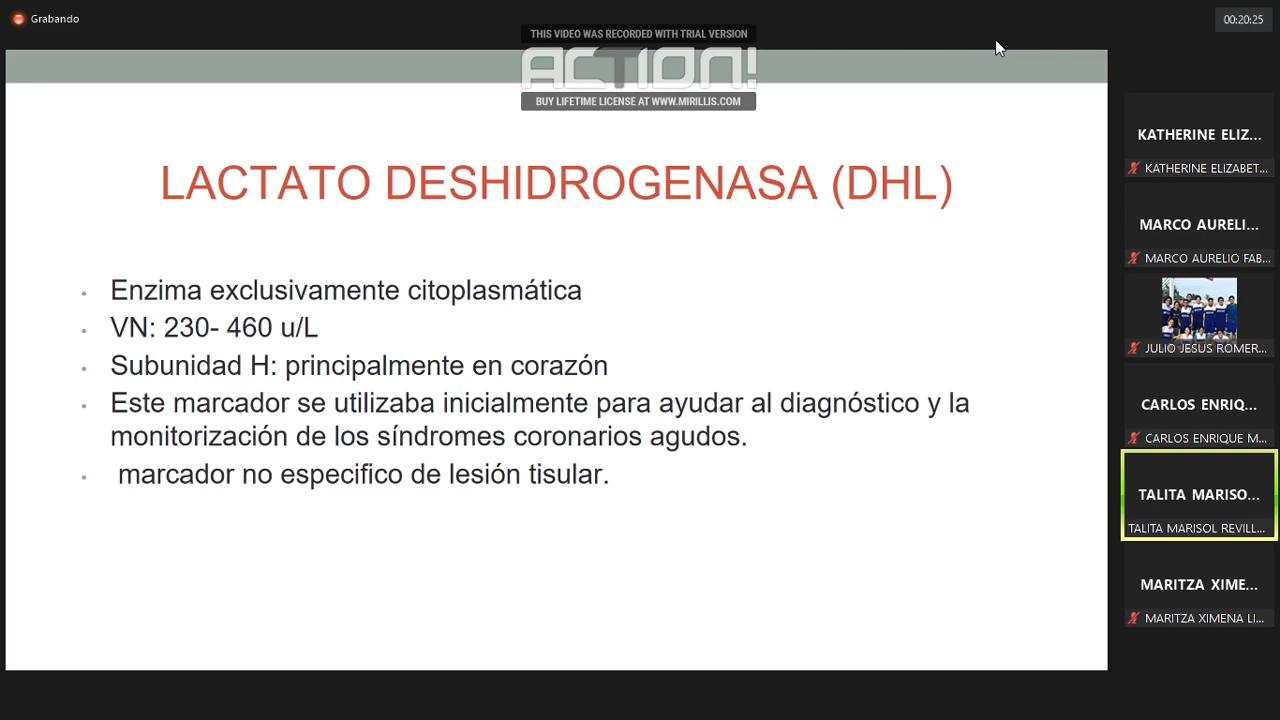 Grabando
00:20:25
THIS VIDEO WAS RECORDED WITH TRIAL VERSION
ACTION!
BUY LIFETIME LICENSE AT WWW.MIRILLIS.COM
LACTATO DESHIDROGENASA (DHL)
• Enzima exclusivamente citoplasmática
• VN: 230- 460 u/L
• Subunidad H: principalmente en corazón
• Este marcador se utilizaba inicialmente para ayudar al diagnóstico y la
monitorización de los síndromes coronarios agudos.
• marcador no especifico de lesión tisular.
KATHERINE ELIZ...
KATHERINE ELIZABET...
MARCO AURELI...
MARCO AURELIO FAB...
JULIO JESUS ROMER...
CARLOS ENRIQ...
CARLOS ENRIQUE M...
TALITA MARISO...
TALITA MARISOL REVILL...
MARITZA XIME...
MARITZA XIMENA LI...